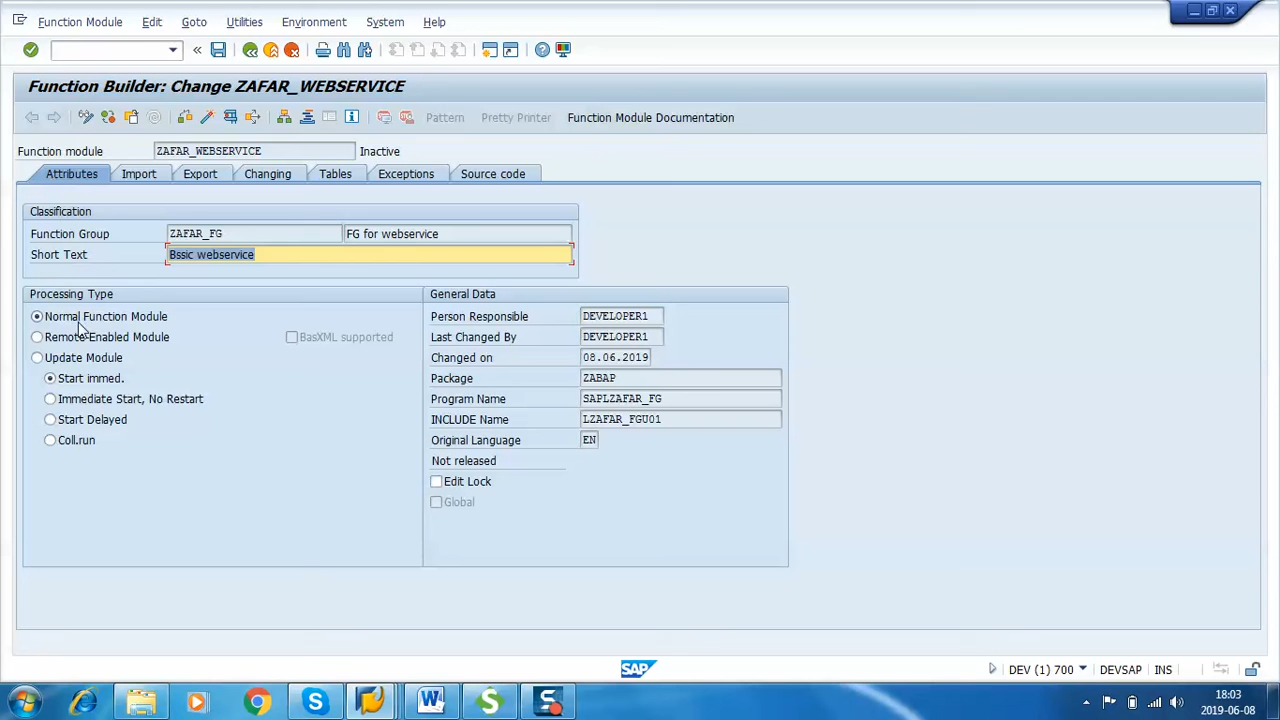 Function Module Edit Goto Utilities Environment System Help
Function Builder: Change ZAFAR_WEBSERVICE
Pattern Pretty Printer Function Module Documentation
Function module ZAFAR_WEBSERVICE Inactive
Attributes Import Export Changing Tables Exceptions Source code
Classification
Function Group ZAFAR_FG FG for webservice
Short Text Bssic webservice
Processing Type
Normal Function Module
Remote-Enabled Module BasXML supported
Update Module
Start immed.
Immediate Start, No Restart
Start Delayed
Coll.run
General Data
Person Responsible DEVELOPER1
Last Changed By DEVELOPER1
Changed on 08.06.2019
Package ZABAP
Program Name SAPLZAFAR_FG
INCLUDE Name LZAFAR_FGU01
Original Language EN
Not released
Edit Lock
Global
SAP DEV (1) 700 DEVSAP INS
18:03
2019-06-08